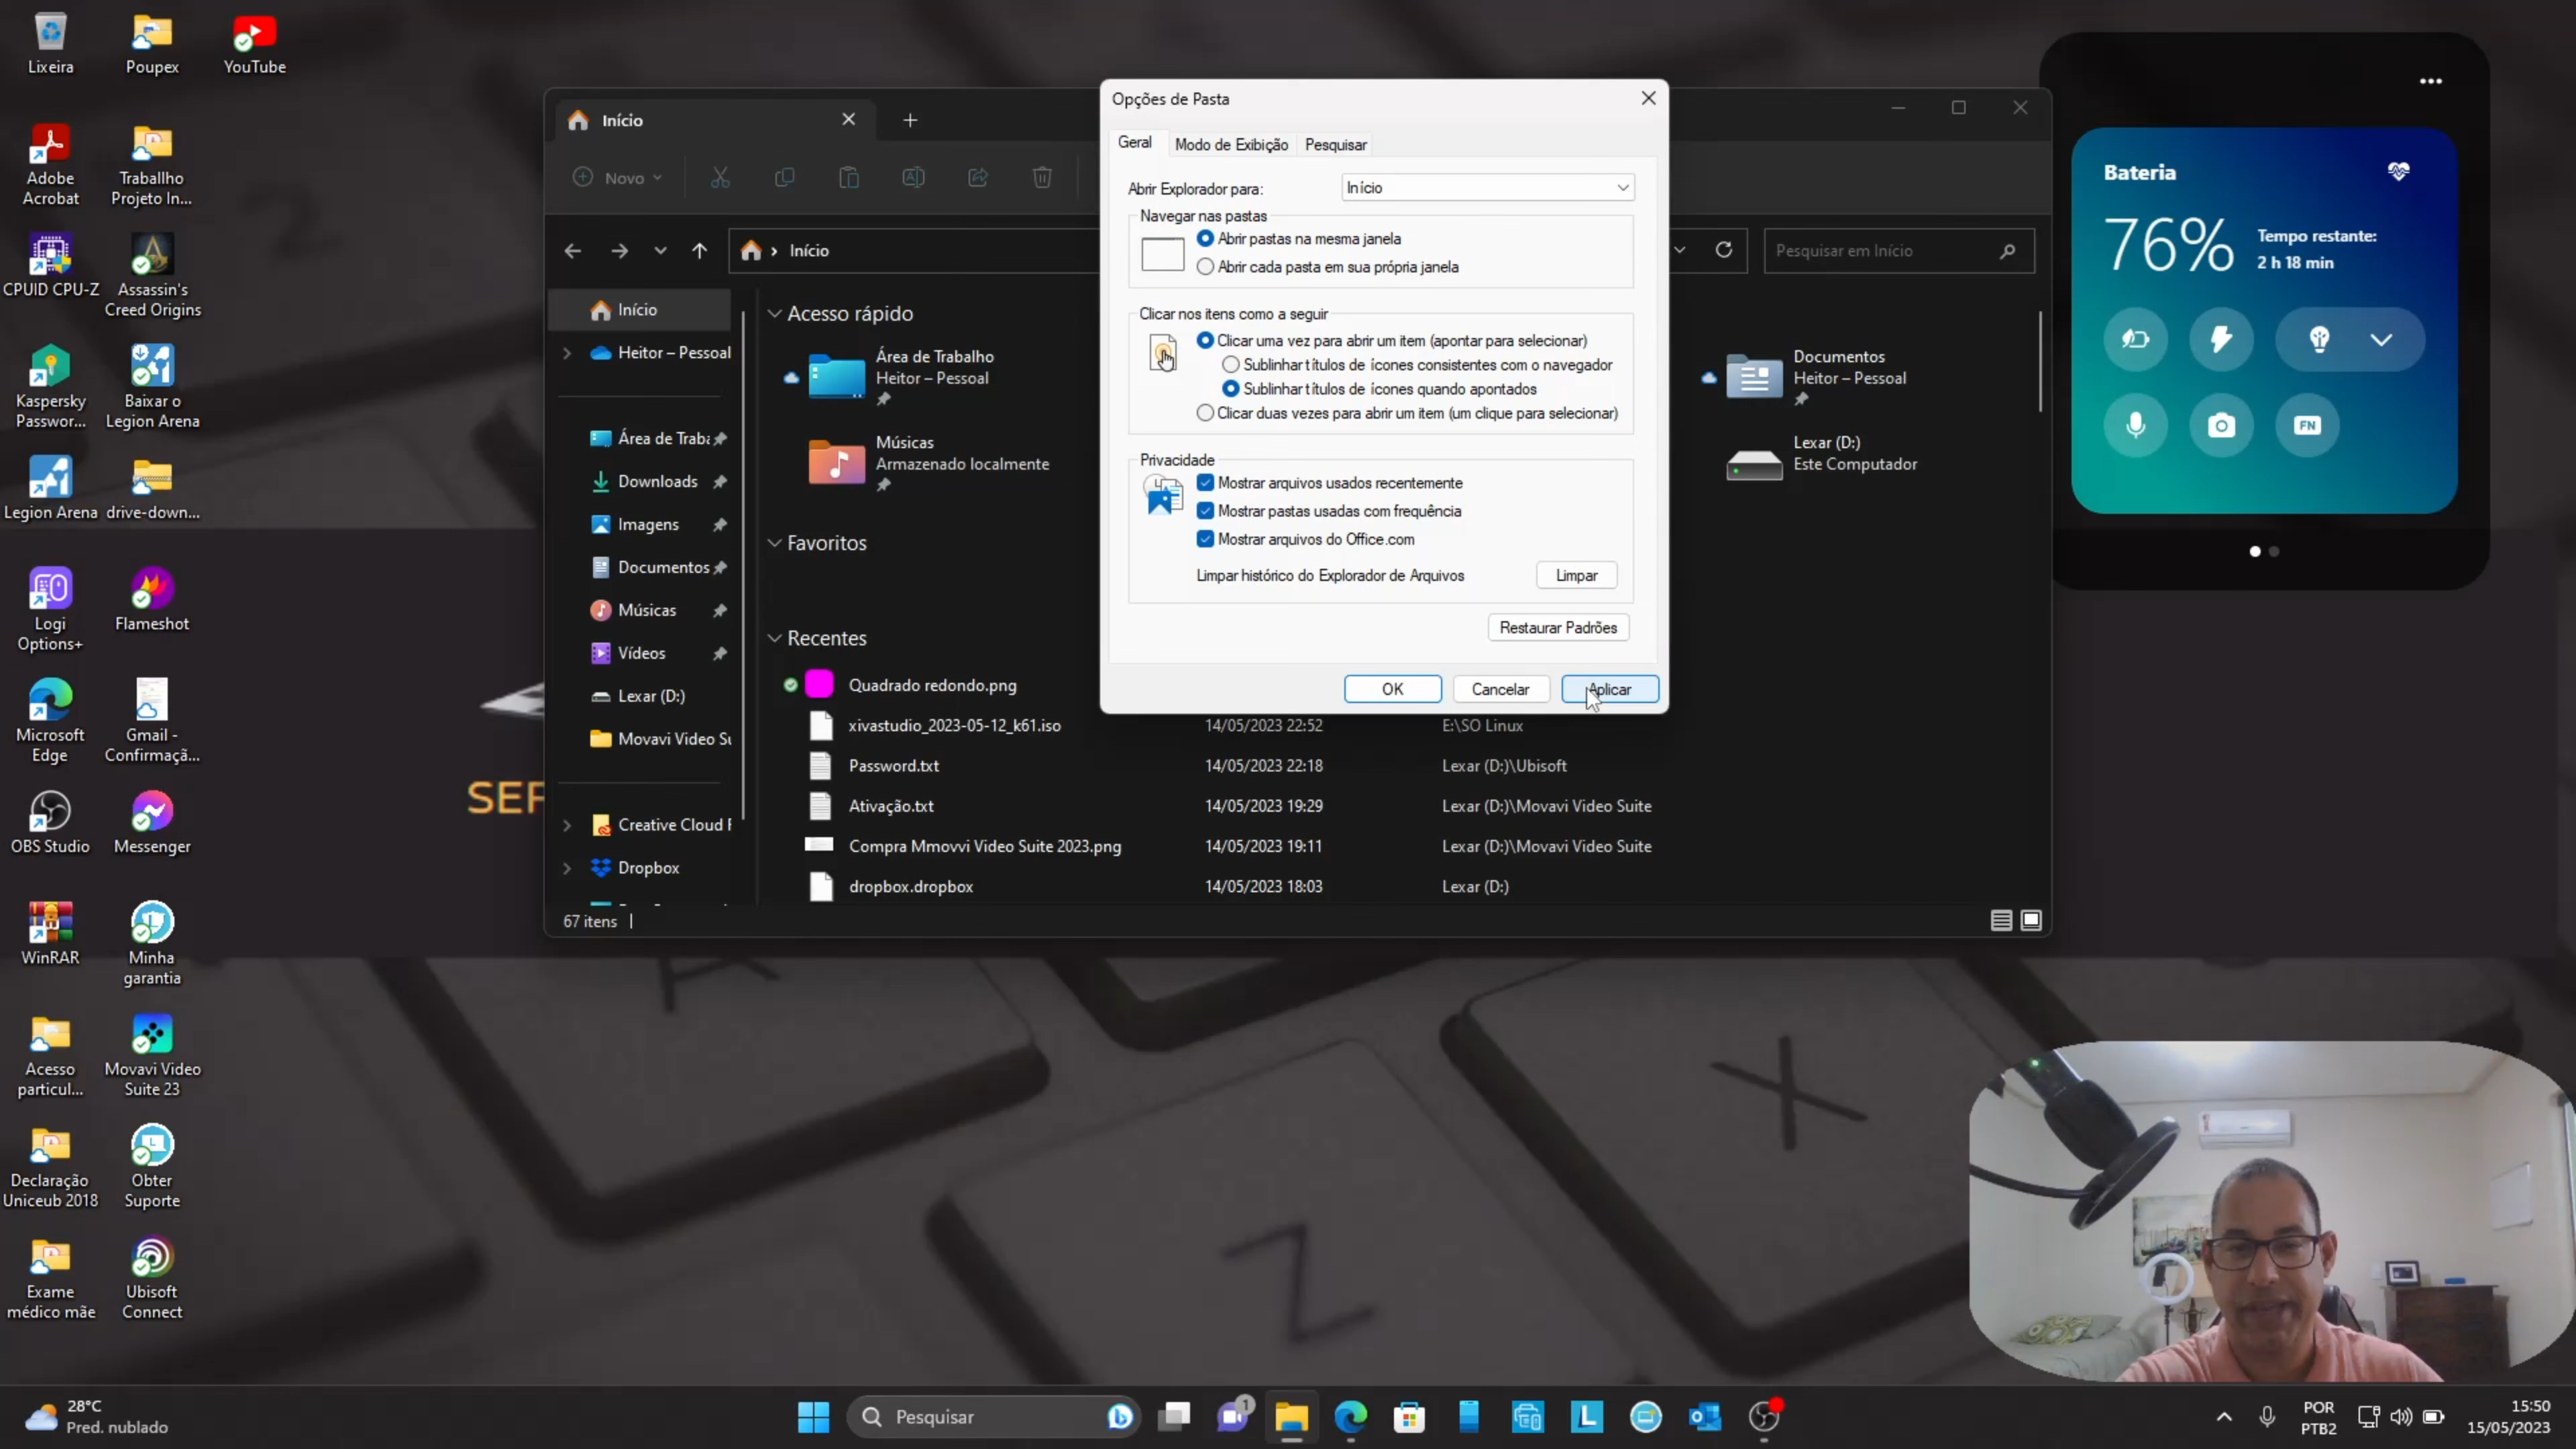 Lixeira
Poupex
YouTube
Adobe
Acrobat
Traballho
Projeto In...
CPUID CPU-Z
Assassin's
Creed Origins
Kaspersky
Passwor...
Baixar o
Legion Arena
Legion Arena
drive-down...
Logi
Options+
Flameshot
Microsoft
Edge
Gmail -
Confirmaçã...
OBS Studio
Messenger
WinRAR
Minha
garantia
Acesso
particul...
Movavi Video
Suite 23
Declaração
Uniceub 2018
Obter
Suporte
Exame
médico mãe
Ubisoft
Connect
SER
Início
Novo
Início
Pesquisar em Início
Início
Heitor – Pessoal
Área de Traba
Downloads
Imagens
Documentos
Músicas
Vídeos
Lexar (D:)
Movavi Video Su
Creative Cloud F
Dropbox
Acesso rápido
Área de Trabalho
Heitor – Pessoal
Músicas
Armazenado localmente
Documentos
Heitor – Pessoal
Lexar (D:)
Este Computador
Favoritos
Recentes
Quadrado redondo.png
xivastudio_2023-05-12_k61.iso 14/05/2023 22:52 E:\SO Linux
Password.txt 14/05/2023 22:18 Lexar (D:)\Ubisoft
Ativação.txt 14/05/2023 19:29 Lexar (D:)\Movavi Video Suite
Compra Mmovvi Video Suite 2023.png 14/05/2023 19:11 Lexar (D:)\Movavi Video Suite
dropbox.dropbox 14/05/2023 18:03 Lexar (D:)
67 itens
Opções de Pasta
Geral Modo de Exibição Pesquisar
Abrir Explorador para: Início
Navegar nas pastas
Abrir pastas na mesma janela
Abrir cada pasta em sua própria janela
Clicar nos itens como a seguir
Clicar uma vez para abrir um item (apontar para selecionar)
Sublinhar títulos de ícones consistentes com o navegador
Sublinhar títulos de ícones quando apontados
Clicar duas vezes para abrir um item (um clique para selecionar)
Privacidade
Mostrar arquivos usados recentemente
Mostrar pastas usadas com frequência
Mostrar arquivos do Office.com
Limpar histórico do Explorador de Arquivos Limpar
Restaurar Padrões
OK Cancelar Aplicar
Bateria
76%
Tempo restante:
2 h 18 min
FN
A
Z
X
2
28°C
Pred. nublado
Pesquisar
1
L
POR
PTB2
15:50
15/05/2023